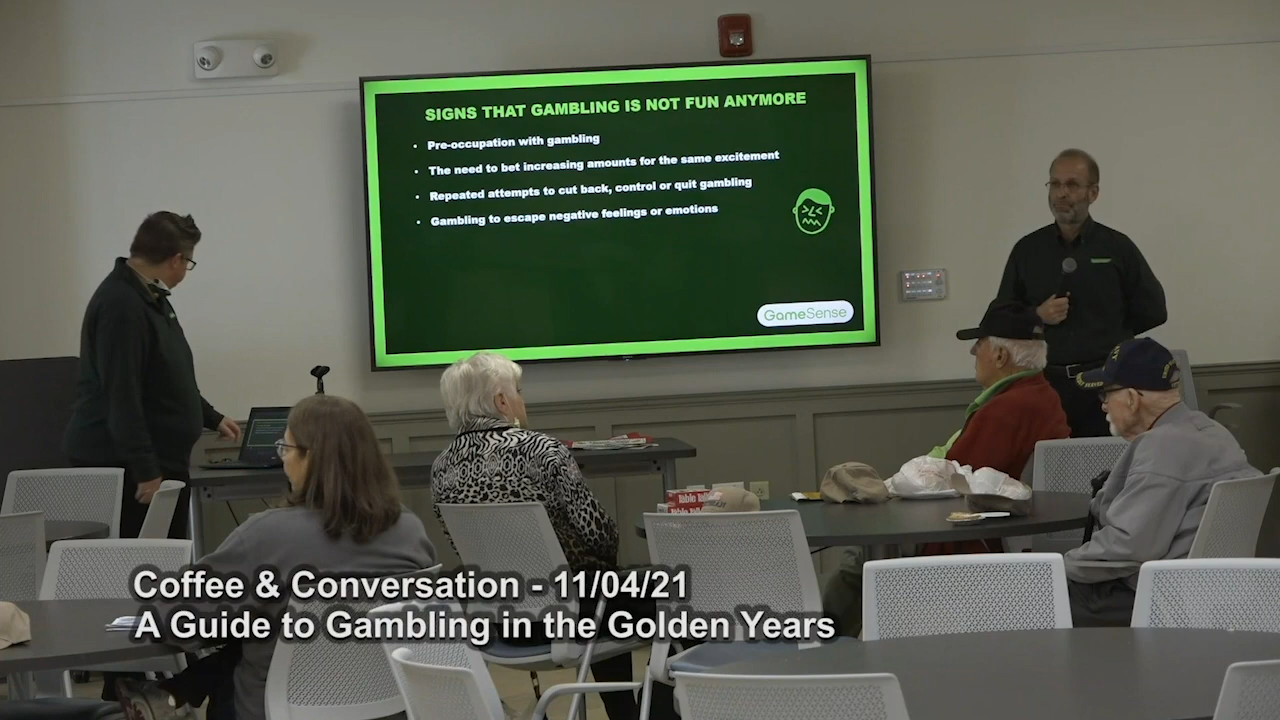 SIGNS THAT GAMBLING IS NOT FUN ANYMORE
• Pre-occupation with gambling
• The need to bet increasing amounts for the same excitement
• Repeated attempts to cut back, control or quit gambling
• Gambling to escape negative feelings or emotions
GameSense
Table Talk
Coffee & Conversation - 11/04/21
A Guide to Gambling in the Golden Years